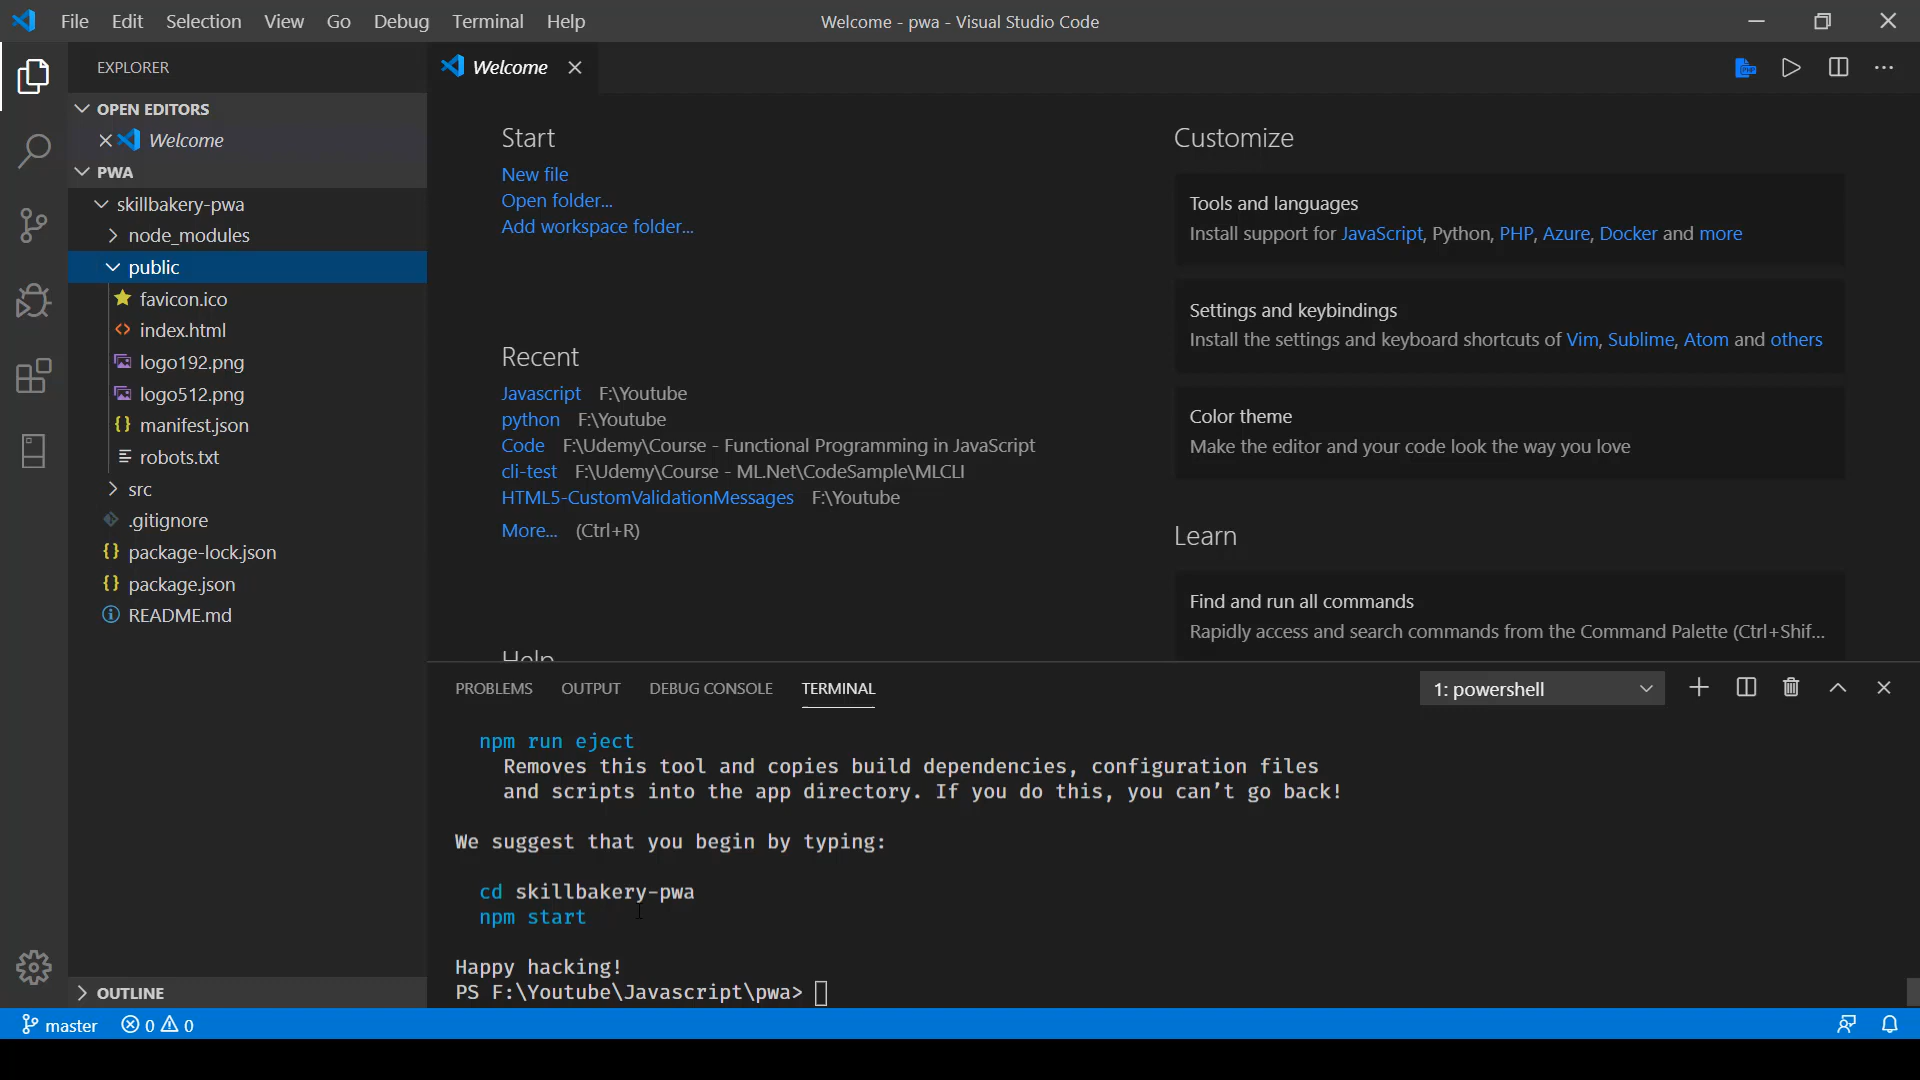 File Edit Selection View Go Debug Terminal Help
Welcome - pwa - Visual Studio Code
EXPLORER
OPEN EDITORS
Welcome
PWA
skillbakery-pwa
node_modules
public
favicon.ico
index.html
logo192.png
logo512.png
manifest.json
robots.txt
src
.gitignore
package-lock.json
package.json
README.md
OUTLINE
Welcome
Start
New file
Open folder...
Add workspace folder...
Recent
Javascript F:\Youtube
python F:\Youtube
Code F:\Udemy\Course - Functional Programming in JavaScript
cli-test F:\Udemy\Course - ML.Net\CodeSample\MLCLI
HTML5-CustomValidationMessages F:\Youtube
More... (Ctrl+R)
Help
Customize
Tools and languages
Install support for JavaScript, Python, PHP, Azure, Docker and more
Settings and keybindings
Install the settings and keyboard shortcuts of Vim, Sublime, Atom and others
Color theme
Make the editor and your code look the way you love
Learn
Find and run all commands
Rapidly access and search commands from the Command Palette (Ctrl+Shif...
PROBLEMS OUTPUT DEBUG CONSOLE TERMINAL
1: powershell
npm run eject
Removes this tool and copies build dependencies, configuration files
and scripts into the app directory. If you do this, you can’t go back!
We suggest that you begin by typing:
cd skillbakery-pwa
npm start
Happy hacking!
PS F:\Youtube\Javascript\pwa>
master 0 0